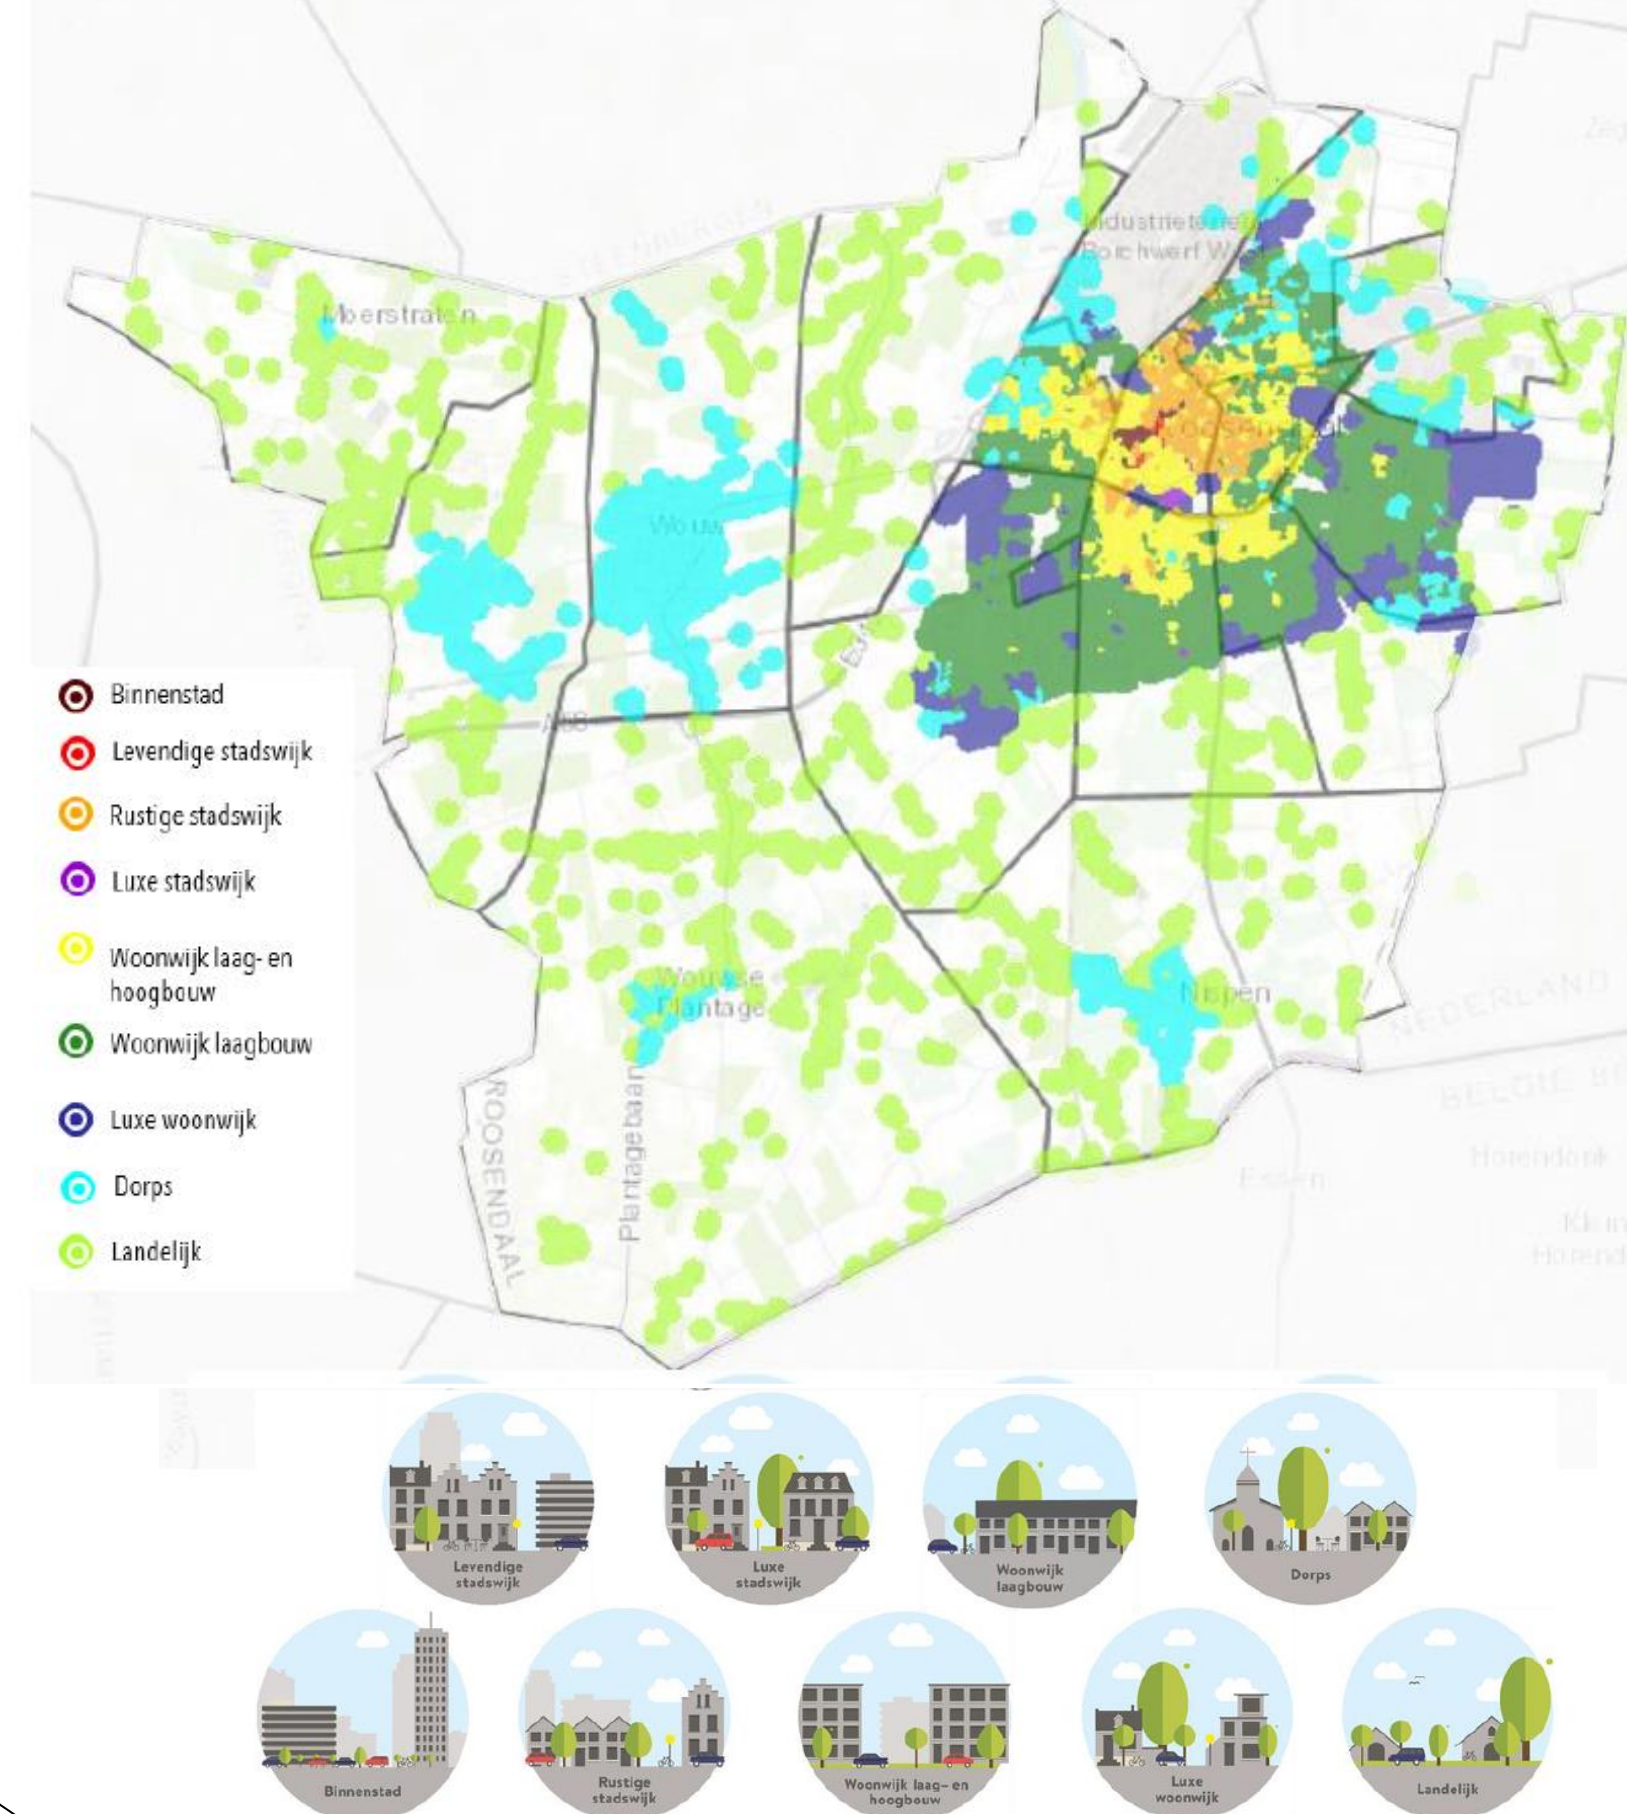 Moerstraten
Industrieterrein
Borchwerf West
Wouw
A58
Roosendaal
Binnenstad
Levendige stadswijk
Rustige stadswijk
Luxe stadswijk
Woonwijk laag- en
hoogbouw
Woonwijk laagbouw
Luxe woonwijk
Dorps
Landelijk
Wouwse
Plantage
Nispen
NEDERLAND
Plantagebaan
ROOSENDAAL
Essen
Horendonk
Levendige
stadswijk
Luxe
stadswijk
Woonwijk
laagbouw
Dorps
Binnenstad
Rustige
stadswijk
Woonwijk laag- en
hoogbouw
Luxe
woonwijk
Landelijk